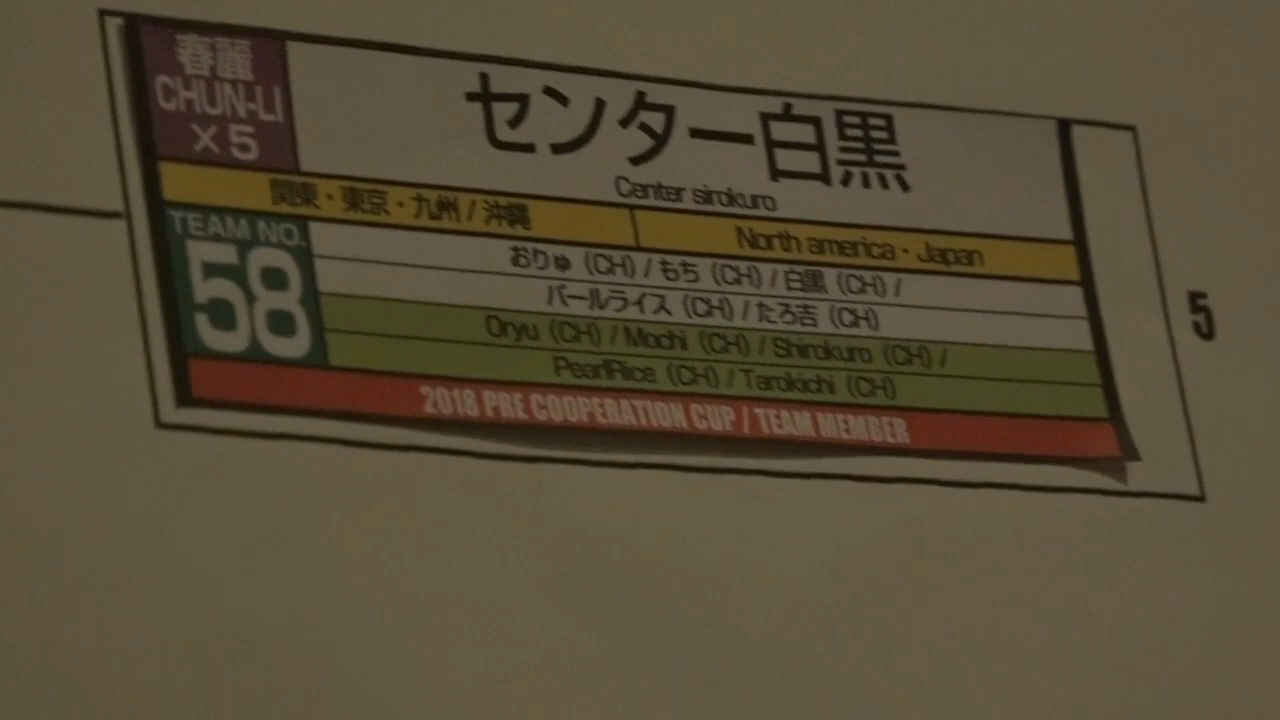 春麗
CHUN-LI
×5
センター白黒
Center sirokuro
関東・東京・九州 / 沖縄
North america・Japan
TEAM NO.
58
おりゅ (CH) / もち (CH) / 白黒 (CH) /
パールライス (CH) / たろ吉 (CH)
Oryu (CH) / Mochi (CH) / Shirokuro (CH) /
PearlRice (CH) / Tarokichi (CH)
2018 PRE COOPERATION CUP / TEAM MEMBER
5